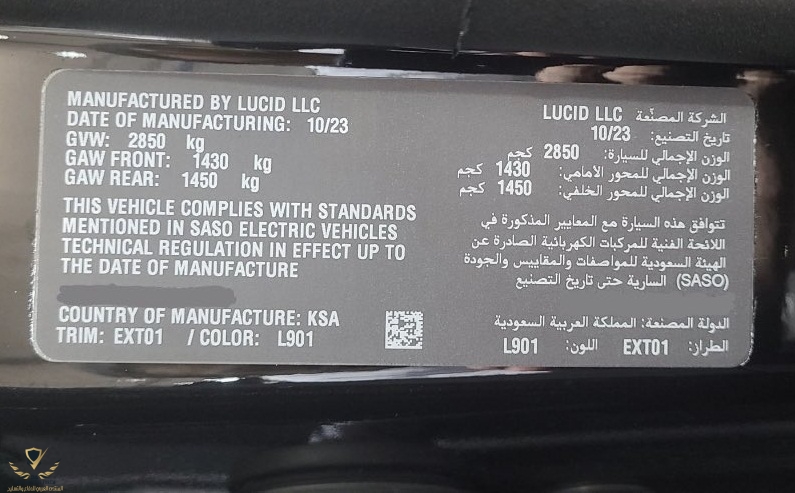 MANUFACTURED BY LUCID LLC
DATE OF MANUFACTURING: 10/23
GVW: 2850 kg
GAW FRONT: 1430 kg
GAW REAR: 1450 kg
THIS VEHICLE COMPLIES WITH STANDARDS
MENTIONED IN SASO ELECTRIC VEHICLES
TECHNICAL REGULATION IN EFFECT UP TO
THE DATE OF MANUFACTURE
COUNTRY OF MANUFACTURE: KSA
TRIM: EXT01 / COLOR: L901
الشركة المصنّعة LUCID LLC
تاريخ التصنيع: 10/23
الوزن الإجمالي للسيارة: 2850 كجم
الوزن الإجمالي للمحور الأمامي: 1430 كجم
الوزن الإجمالي للمحور الخلفي: 1450 كجم
تتوافق هذه السيارة مع المعايير المذكورة في
اللائحة الفنية للمركبات الكهربائية الصادرة عن
الهيئة السعودية للمواصفات والمقاييس والجودة
(SASO) السارية حتى تاريخ التصنيع
الدولة المصنعة: المملكة العربية السعودية
الطراز: EXT01 اللون: L901